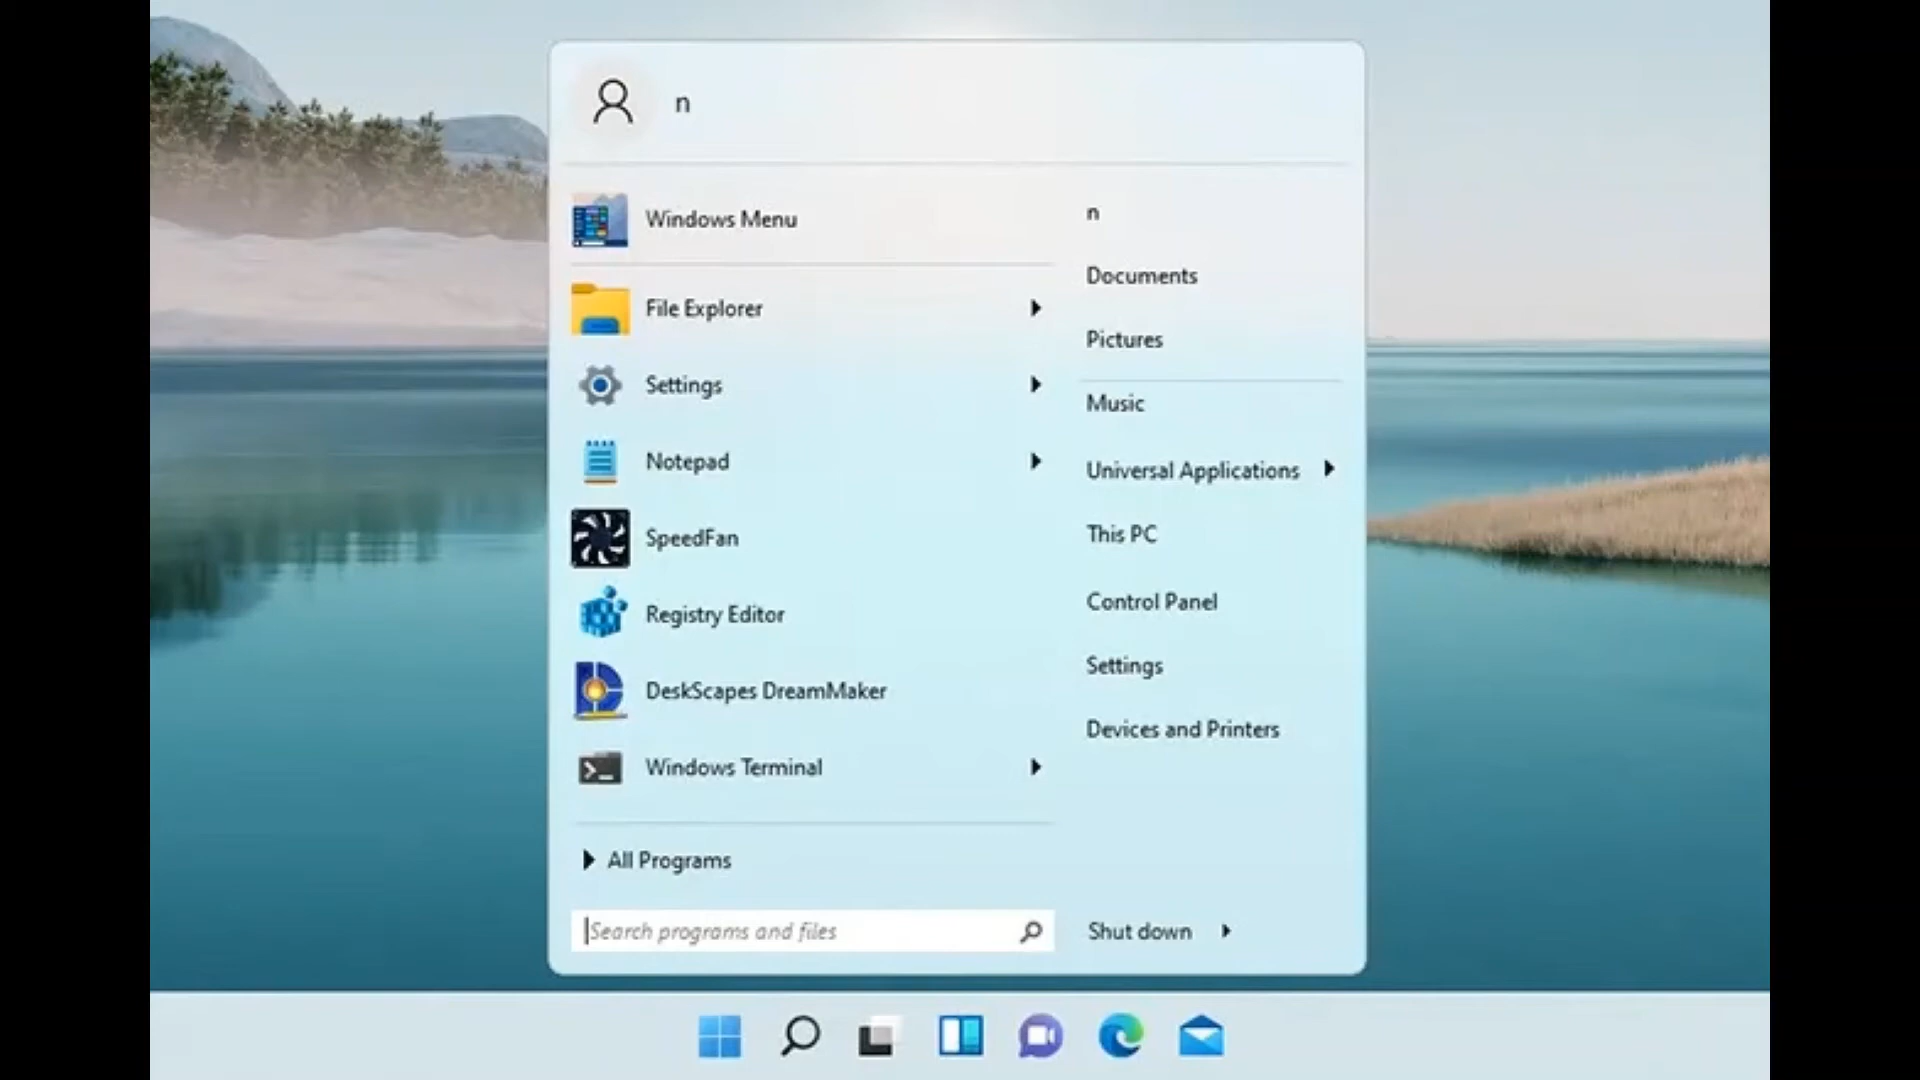 n
Windows Menu
File Explorer
Settings
Notepad
SpeedFan
Registry Editor
DeskScapes DreamMaker
Windows Terminal
All Programs
Search programs and files
n
Documents
Pictures
Music
Universal Applications
This PC
Control Panel
Settings
Devices and Printers
Shut down